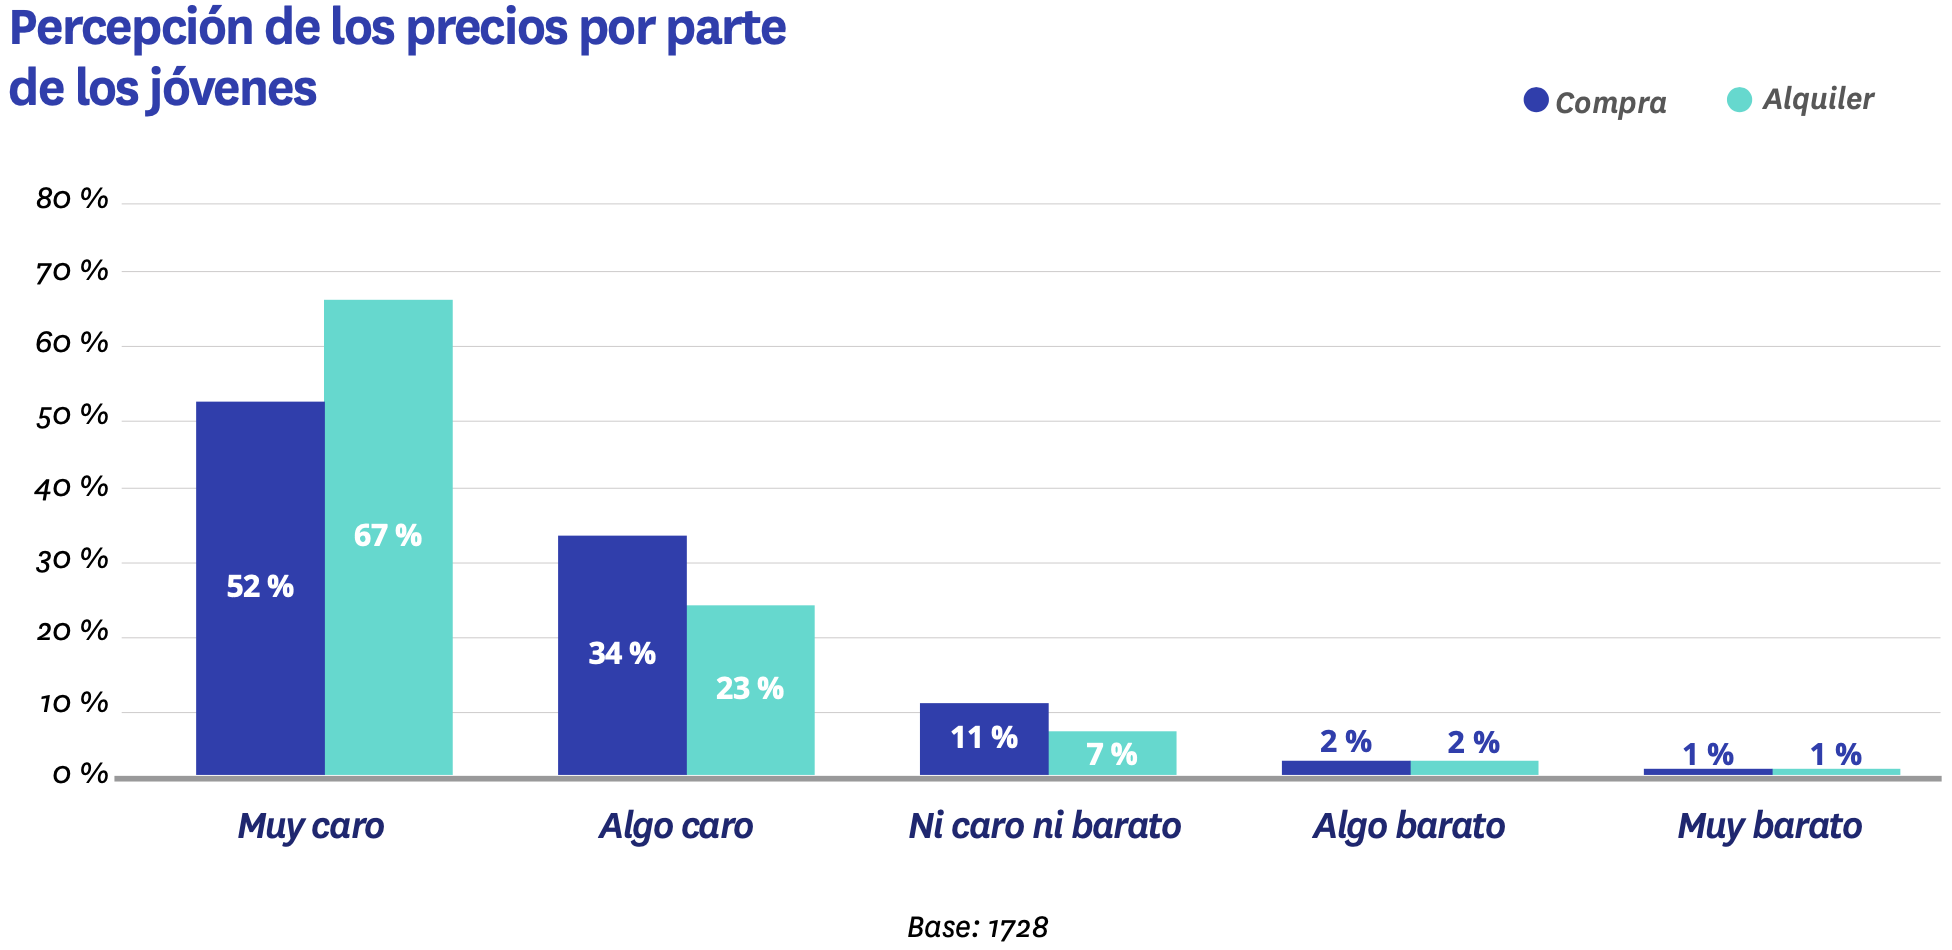 Percepción de los precios por parte
de los jóvenes
Compra
Alquiler
80 %
70 %
60 %
50 %
40 %
30 %
20 %
10 %
0 %
52 %
67 %
34 %
23 %
11 %
7 %
2 %
2 %
1 %
1 %
Muy caro
Algo caro
Ni caro ni barato
Algo barato
Muy barato
Base: 1728